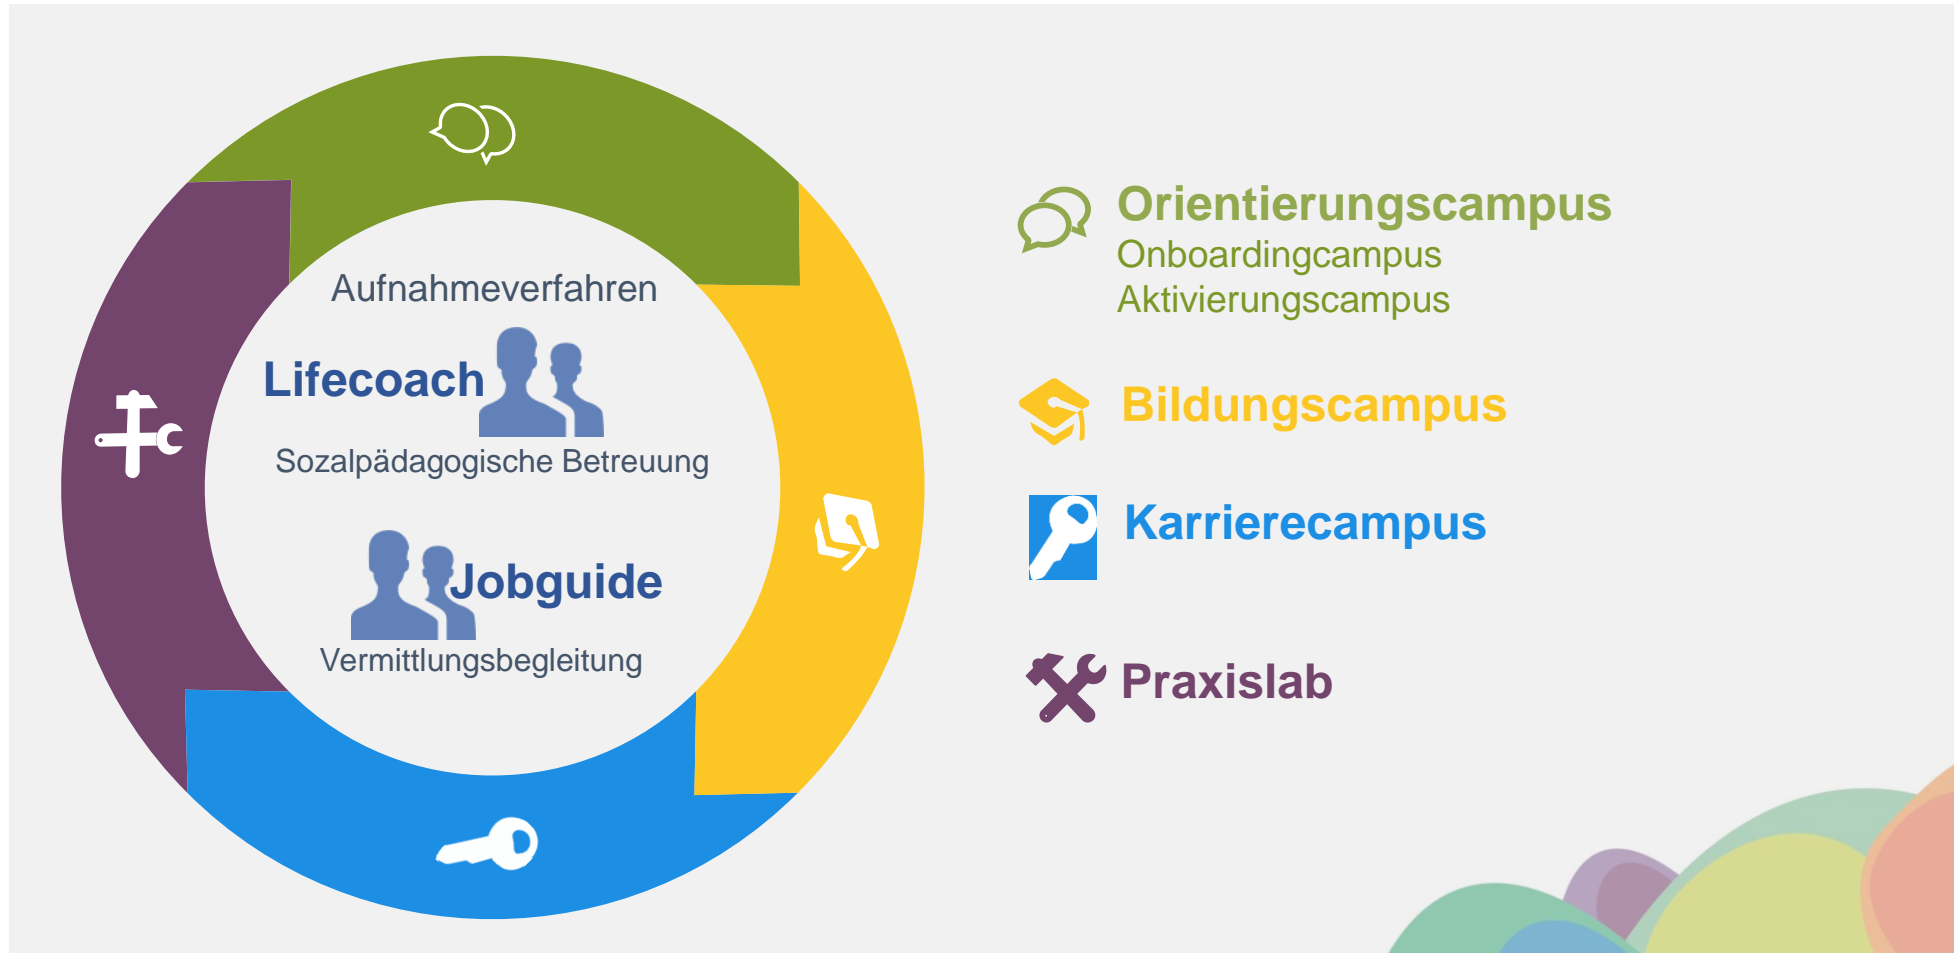 Aufnahmeverfahren
Lifecoach
Sozalpädagogische Betreuung
Jobguide
Vermittlungsbegleitung
Orientierungscampus
Onboardingcampus
Aktivierungscampus
Bildungscampus
Karrierecampus
Praxislab